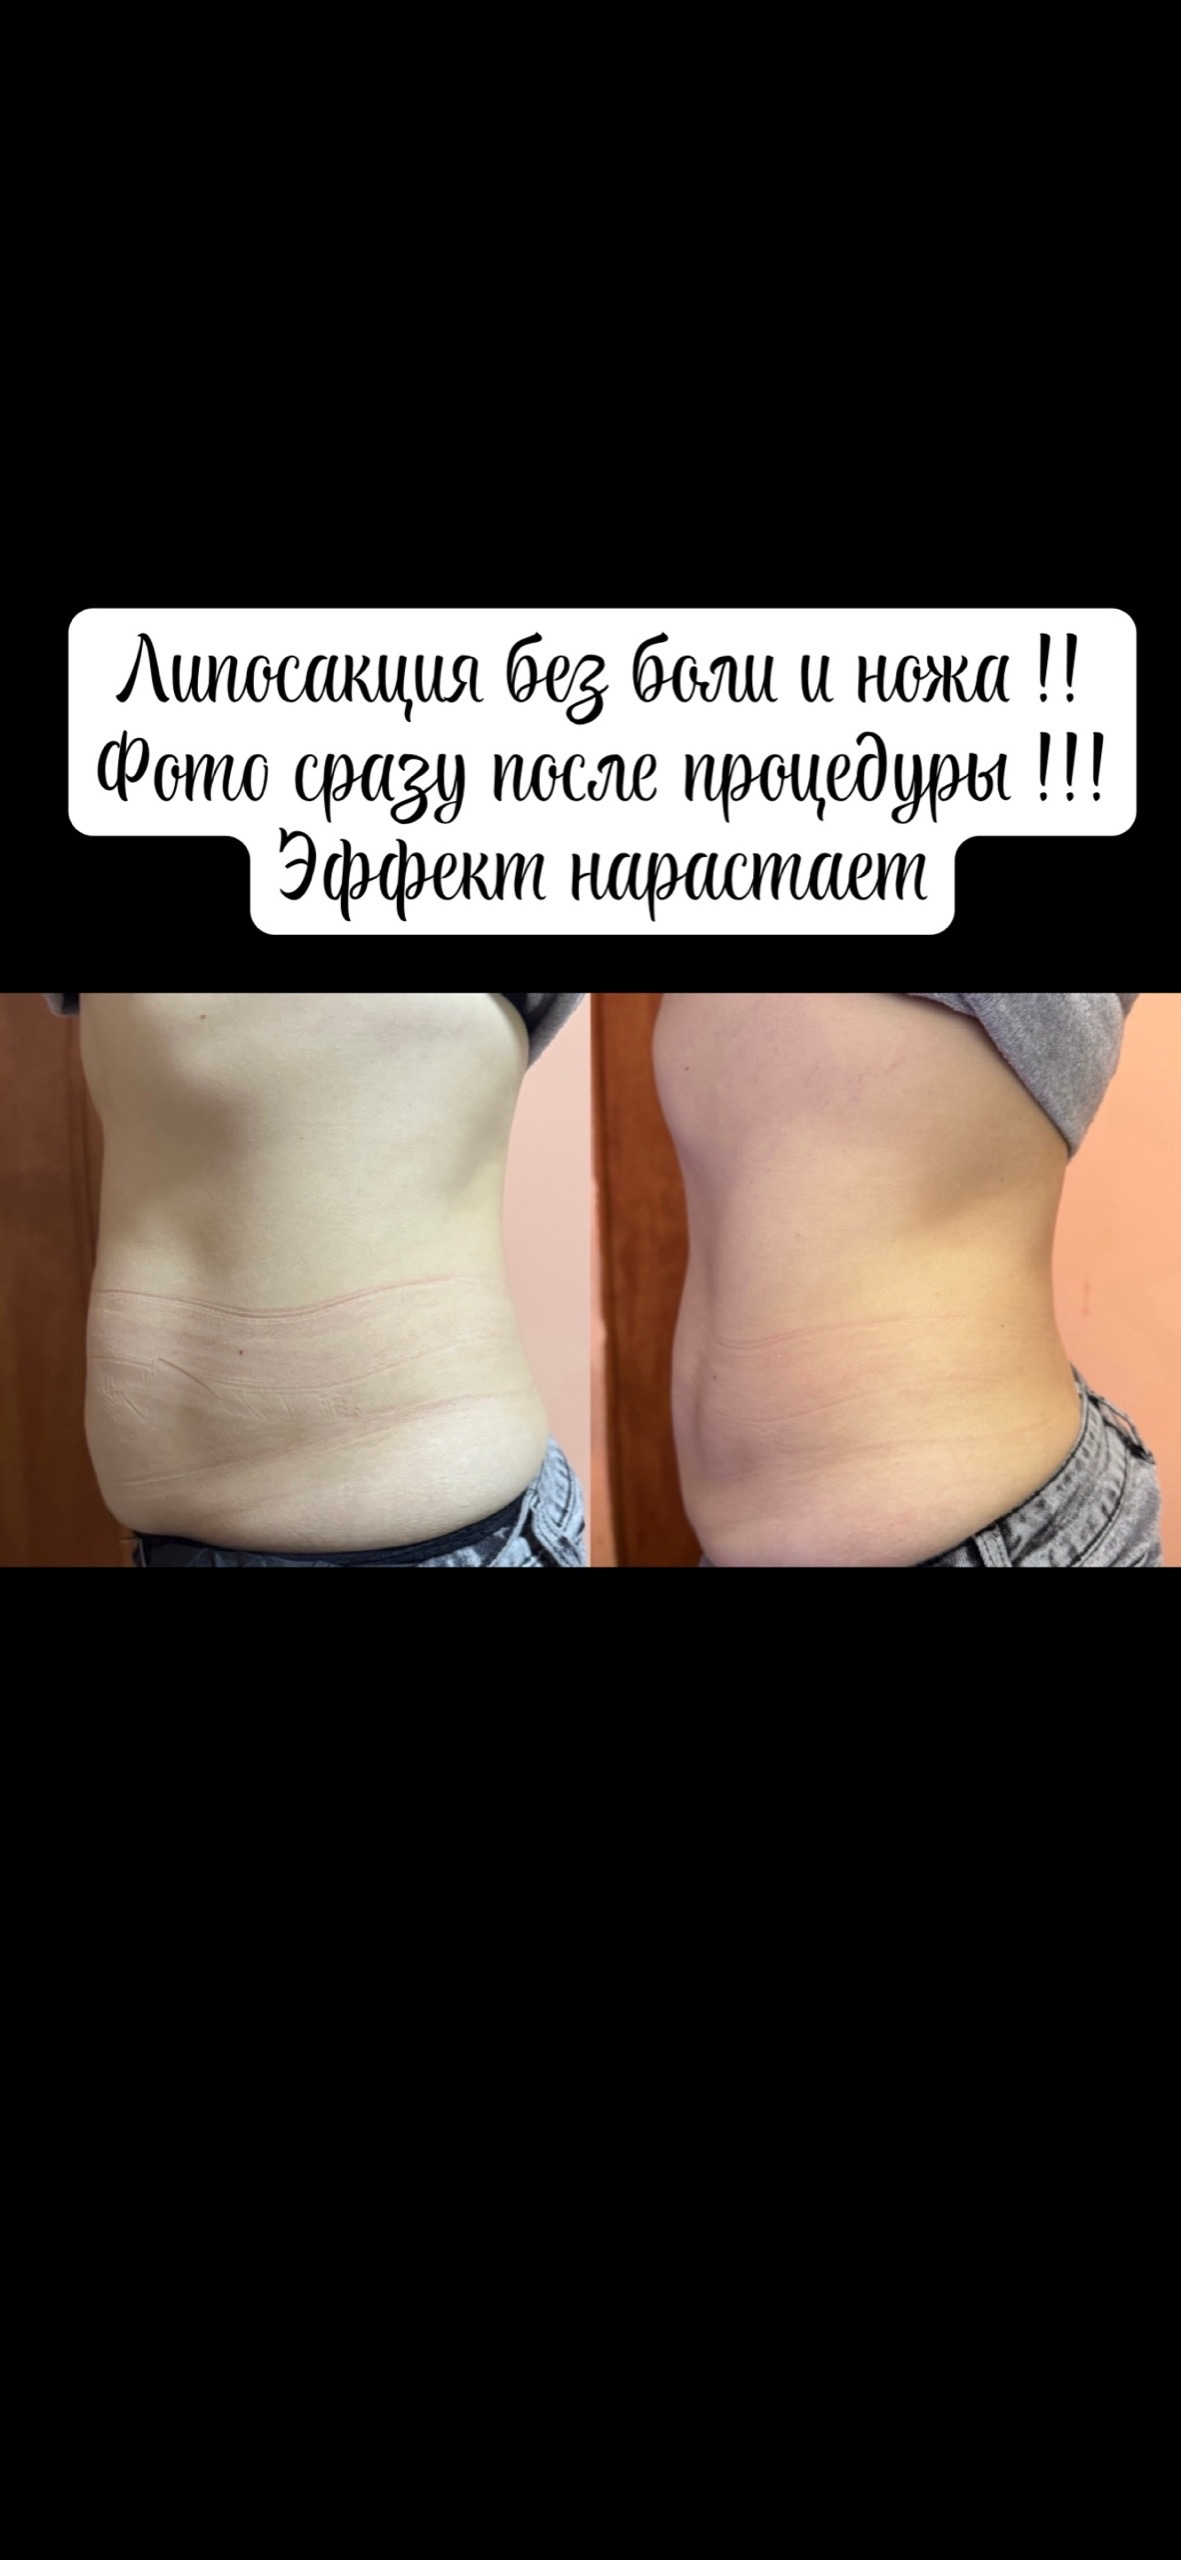 Липосакция без боли и ножа !!
Фото сразу после процедуры !!!
Эффект нарастает